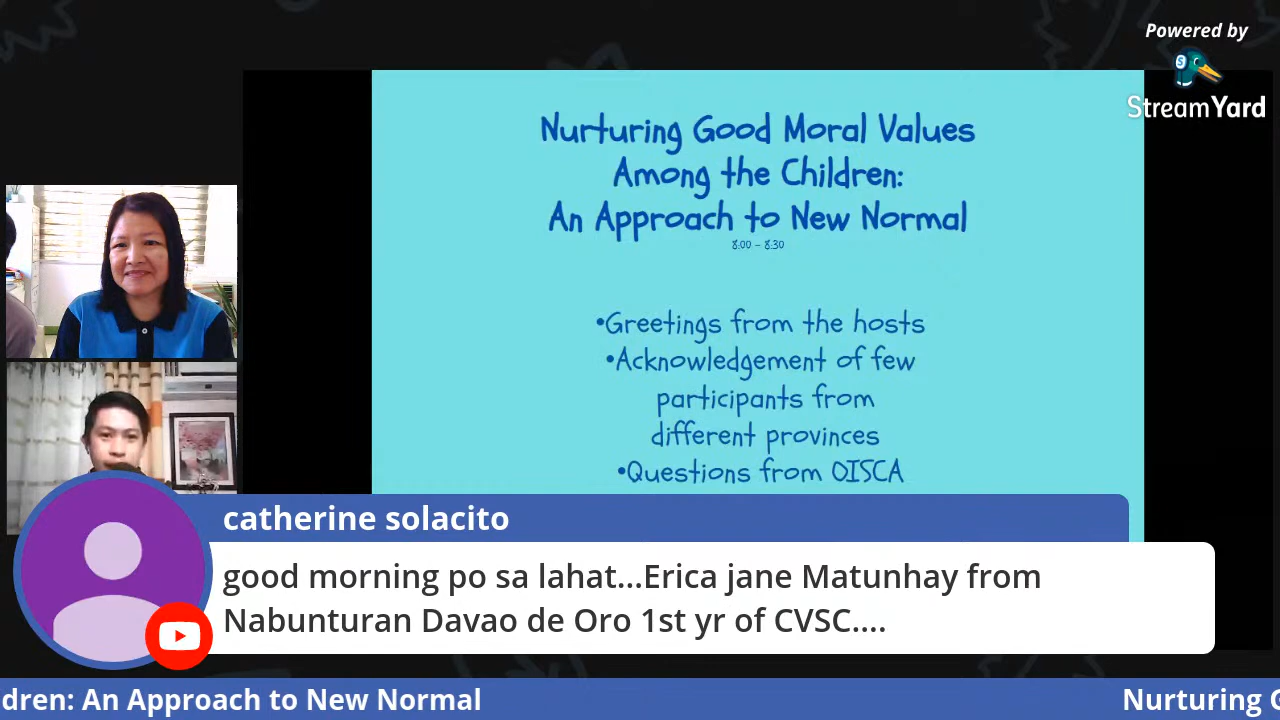 Powered by
StreamYard
Nurturing Good Moral Values
Among the Children:
An Approach to New Normal
8:00 – 8:30
•Greetings from the hosts
•Acknowledgement of few
participants from
different provinces
•Questions from OISCA
catherine solacito
good morning po sa lahat...Erica jane Matunhay from
Nabunturan Davao de Oro 1st yr of CVSC....
dren: An Approach to New Normal
Nurturing